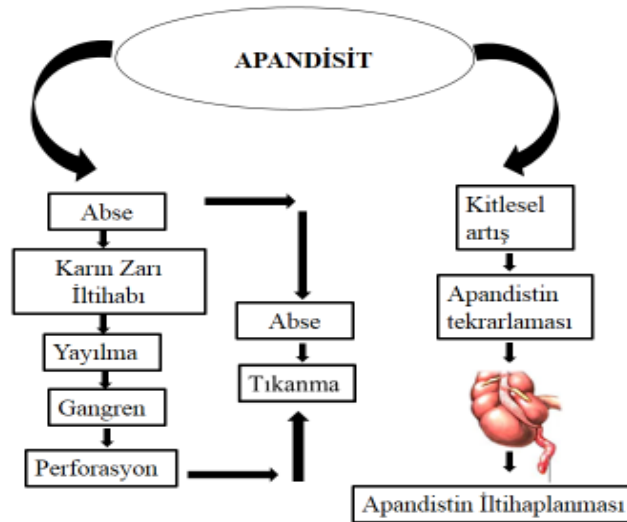 APANDİSİT
Abse
Karın Zarı
İltihabı
Yayılma
Gangren
Perforasyon
Abse
Tıkanma
Kitlesel
artış
Apandistin
tekrarlaması
Apandistin İltihaplanması